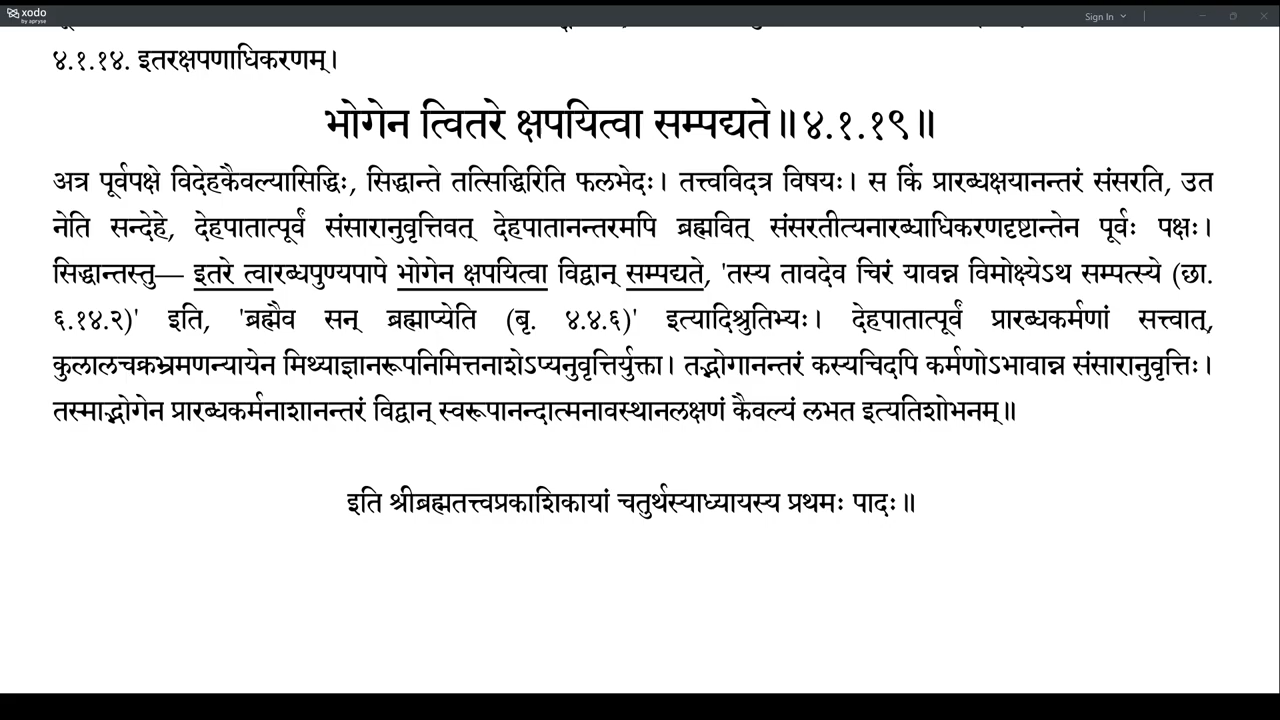 xodo
by apryse
Sign In
४.१.१४. इतरक्षपणाधिकरणम्।
भोगेन त्वितरे क्षपयित्वा सम्पद्यते॥४.१.१९॥
अत्र पूर्वपक्षे विदेहकैवल्यासिद्धिः, सिद्धान्ते तत्सिद्धिरिति फलभेदः। तत्त्वविदत्र विषयः। स किं प्रारब्धक्षयानन्तरं संसरति, उत
नेति सन्देहे, देहपातात्पूर्वं संसारानुवृत्तिवत् देहपातानन्तरमपि ब्रह्मवित् संसरतीत्यनारब्धाधिकरणदृष्टान्तेन पूर्वः पक्षः।
सिद्धान्तस्तु— इतरे त्वारब्धपुण्यपापे भोगेन क्षपयित्वा विद्वान् सम्पद्यते, 'तस्य तावदेव चिरं यावन्न विमोक्ष्येऽथ सम्पत्स्ये (छा.
६.१४.२)' इति, 'ब्रह्मैव सन् ब्रह्माप्येति (बृ. ४.४.६)' इत्यादिश्रुतिभ्यः। देहपातात्पूर्वं प्रारब्धकर्मणां सत्त्वात्,
कुलालचक्रभ्रमणन्यायेन मिथ्याज्ञानरूपनिमित्तनाशेऽप्यनुवृत्तिर्युक्ता। तद्भोगानन्तरं कस्यचिदपि कर्मणोऽभावान्न संसारानुवृत्तिः।
तस्माद्भोगेन प्रारब्धकर्मनाशानन्तरं विद्वान् स्वरूपानन्दात्मनावस्थानलक्षणं कैवल्यं लभत इत्यतिशोभनम्॥
इति श्रीब्रह्मतत्त्वप्रकाशिकायां चतुर्थस्याध्यायस्य प्रथमः पादः॥